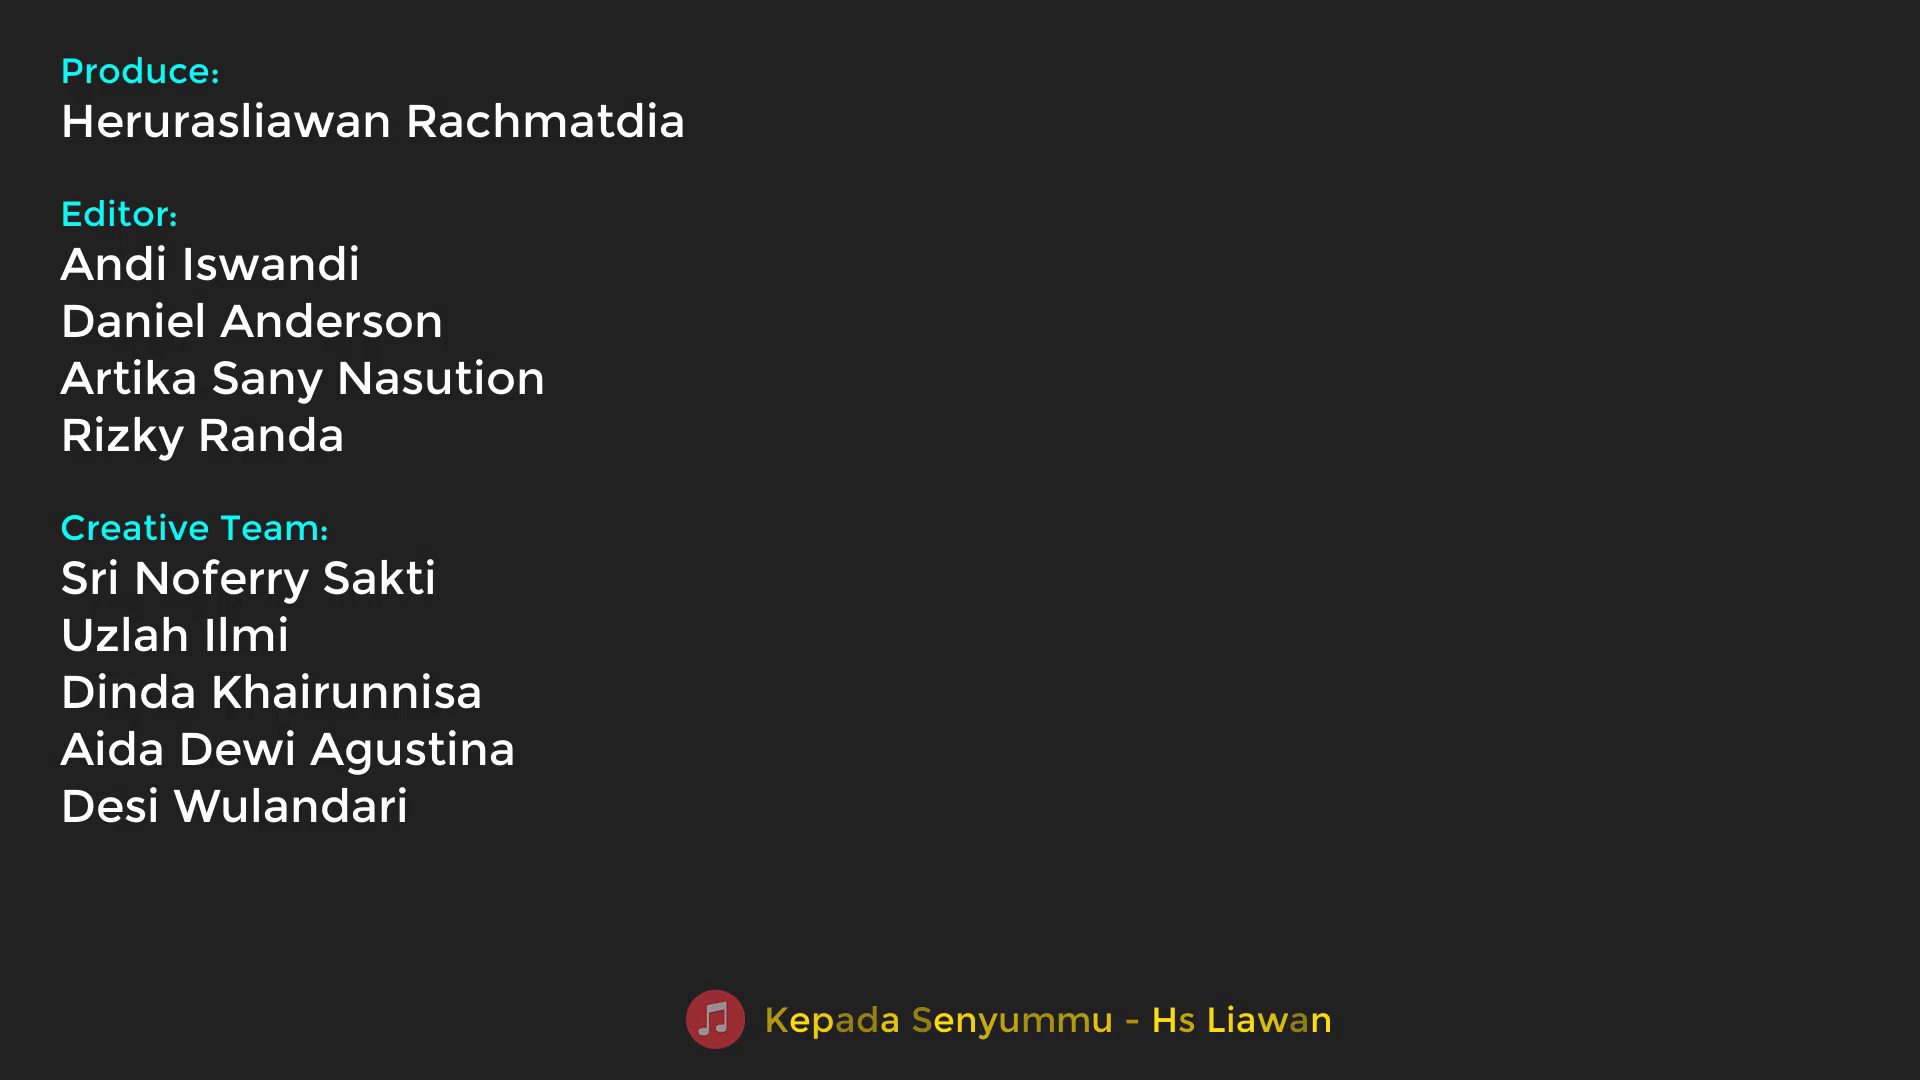 Produce:
Herurasliawan Rachmatdia
Editor:
Andi Iswandi
Daniel Anderson
Artika Sany Nasution
Rizky Randa
Creative Team:
Sri Noferry Sakti
Uzlah Ilmi
Dinda Khairunnisa
Aida Dewi Agustina
Desi Wulandari
Kepada Senyummu - Hs Liawan